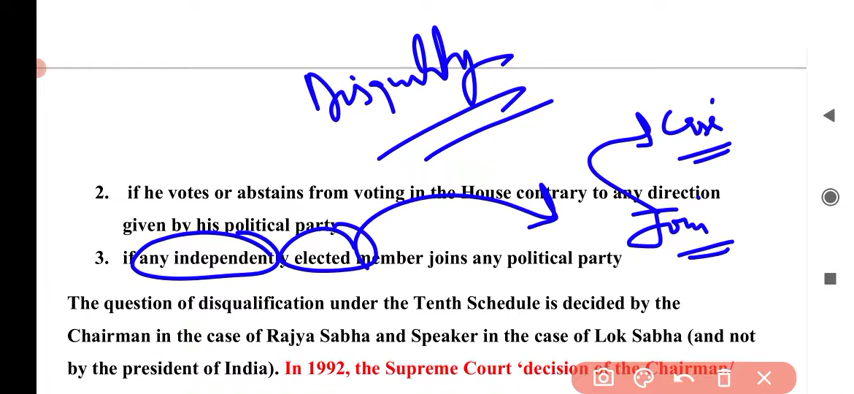 Join
2. if he votes or abstains from voting in the House contrary to any direction
given by his political party
3. if any independently elected member joins any political party
The question of disqualification under the Tenth Schedule is decided by the
Chairman in the case of Rajya Sabha and Speaker in the case of Lok Sabha (and not
by the president of India). In 1992, the Supreme Court ‘decision of the Chairman/